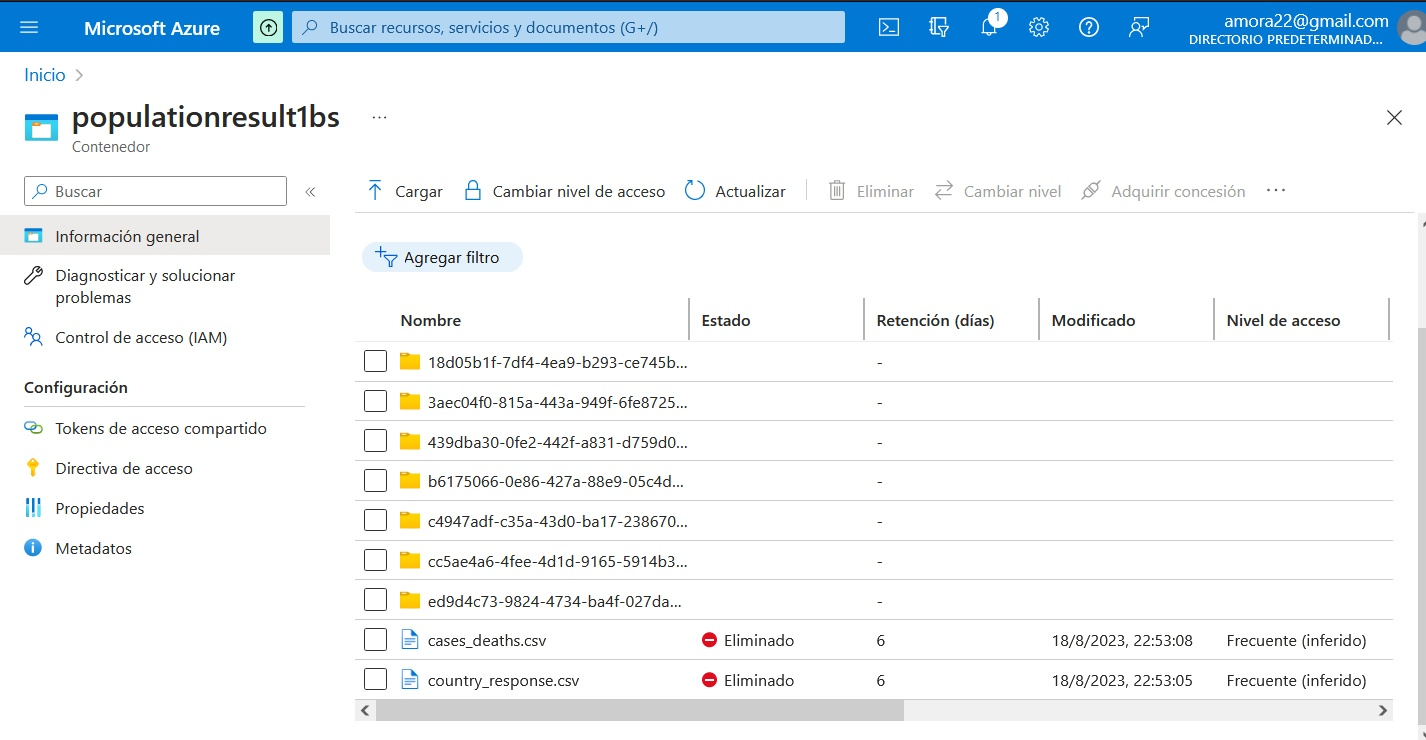 Microsoft Azure
Buscar recursos, servicios y documentos (G+/)
1
amora22@gmail.com
DIRECTORIO PREDETERMINAD...
Inicio
populationresult1bs
...
Contenedor
Buscar
«
Cargar
Cambiar nivel de acceso
Actualizar
Eliminar
Cambiar nivel
Adquirir concesión
...
Información general
Diagnosticar y solucionar
problemas
Control de acceso (IAM)
Configuración
Tokens de acceso compartido
Directiva de acceso
Propiedades
Metadatos
Agregar filtro
Nombre Estado Retención (días) Modificado Nivel de acceso
18d05b1f-7df4-4ea9-b293-ce745b... -
3aec04f0-815a-443a-949f-6fe8725... -
439dba30-0fe2-442f-a831-d759d0... -
b6175066-0e86-427a-88e9-05c4d... -
c4947adf-c35a-43d0-ba17-238670... -
cc5ae4a6-4fee-4d1d-9165-5914b3... -
ed9d4c73-9824-4734-ba4f-027da... -
cases_deaths.csv Eliminado 6 18/8/2023, 22:53:08 Frecuente (inferido)
country_response.csv Eliminado 6 18/8/2023, 22:53:05 Frecuente (inferido)